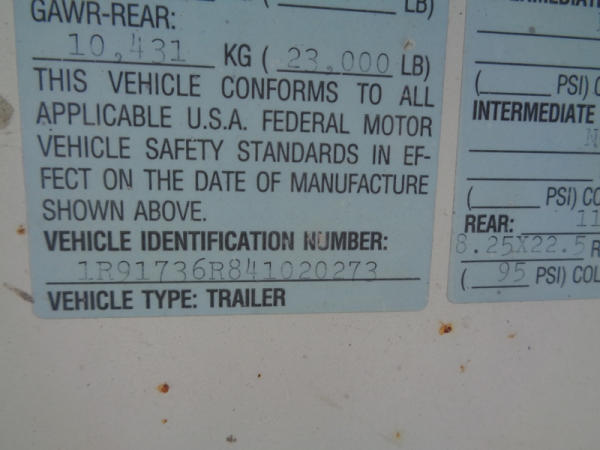 LB)
GAWR-REAR:
10,431 KG ( 23,000 LB)
THIS VEHICLE CONFORMS TO ALL
APPLICABLE U.S.A. FEDERAL MOTOR
VEHICLE SAFETY STANDARDS IN EF-
FECT ON THE DATE OF MANUFACTURE
SHOWN ABOVE.
VEHICLE IDENTIFICATION NUMBER:
1R91736R841020273
VEHICLE TYPE: TRAILER
( PSI) C
INTERMEDIATE
N
( PSI) CO
REAR: 11
8.25X22.5 R
( 95 PSI) COL